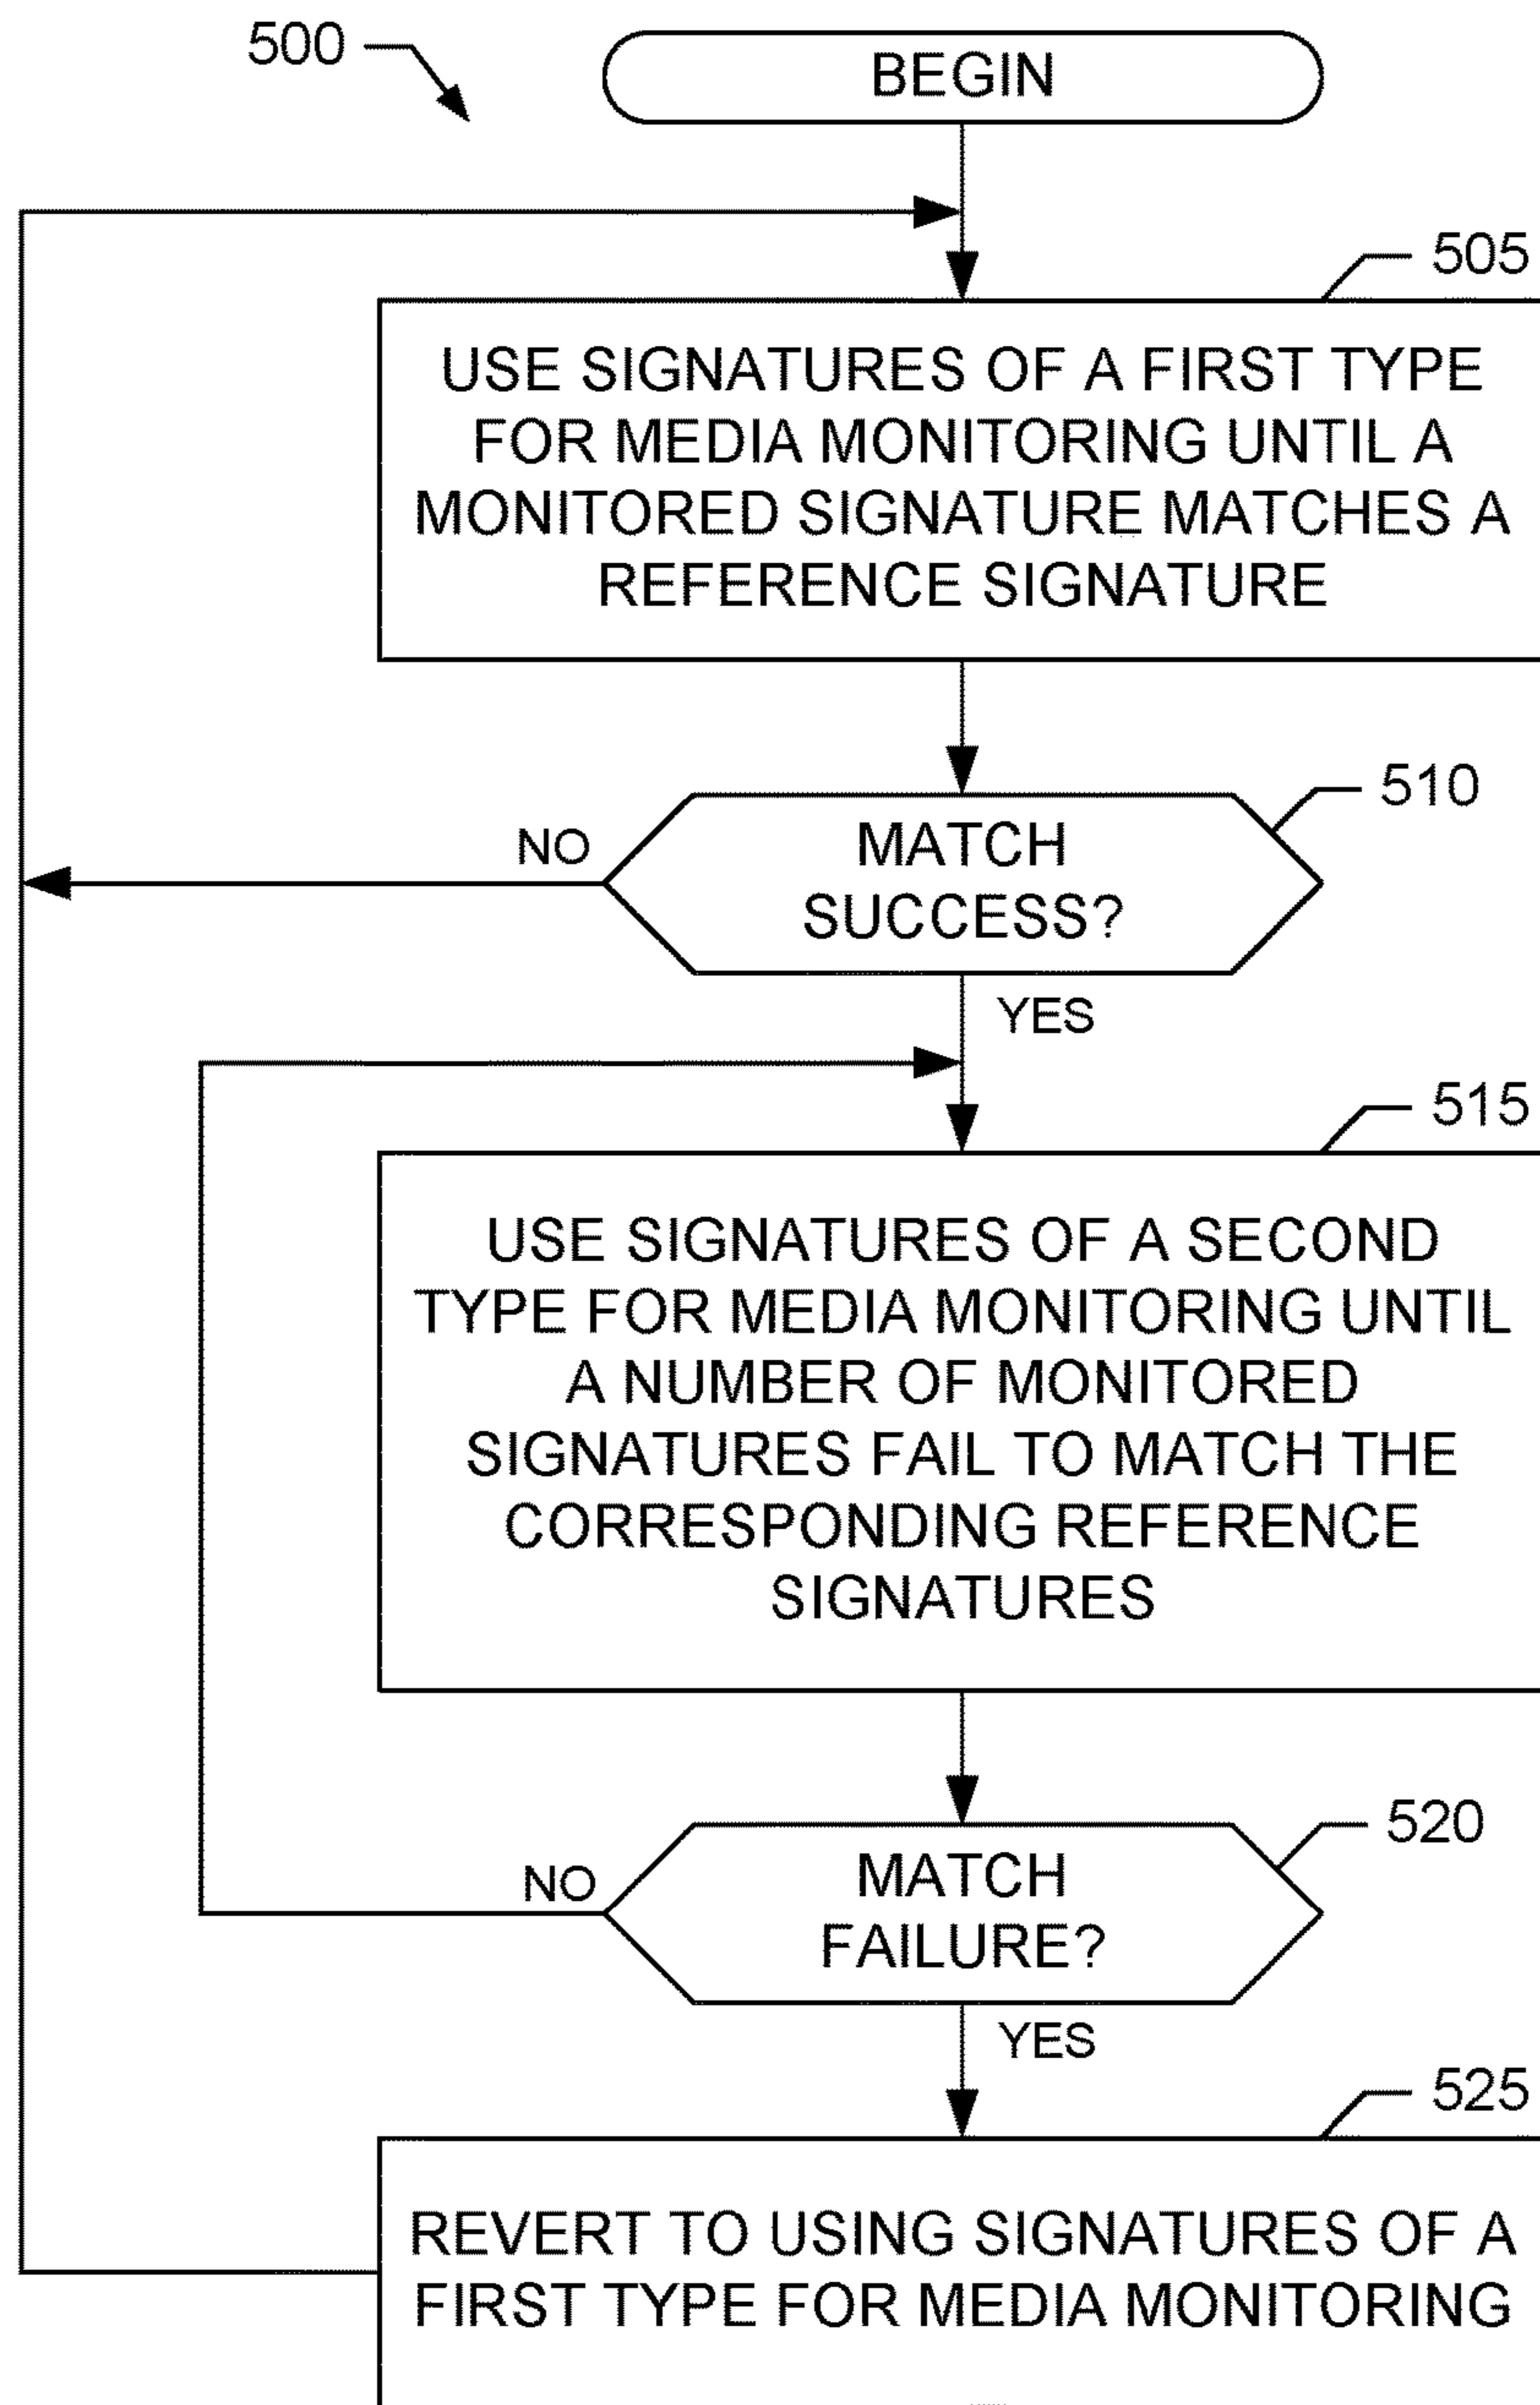 500
BEGIN
505
USE SIGNATURES OF A FIRST TYPE
FOR MEDIA MONITORING UNTIL A
MONITORED SIGNATURE MATCHES A
REFERENCE SIGNATURE
510
NO
MATCH
SUCCESS?
YES
515
USE SIGNATURES OF A SECOND
TYPE FOR MEDIA MONITORING UNTIL
A NUMBER OF MONITORED
SIGNATURES FAIL TO MATCH THE
CORRESPONDING REFERENCE
SIGNATURES
520
NO
MATCH
FAILURE?
YES
525
REVERT TO USING SIGNATURES OF A
FIRST TYPE FOR MEDIA MONITORING